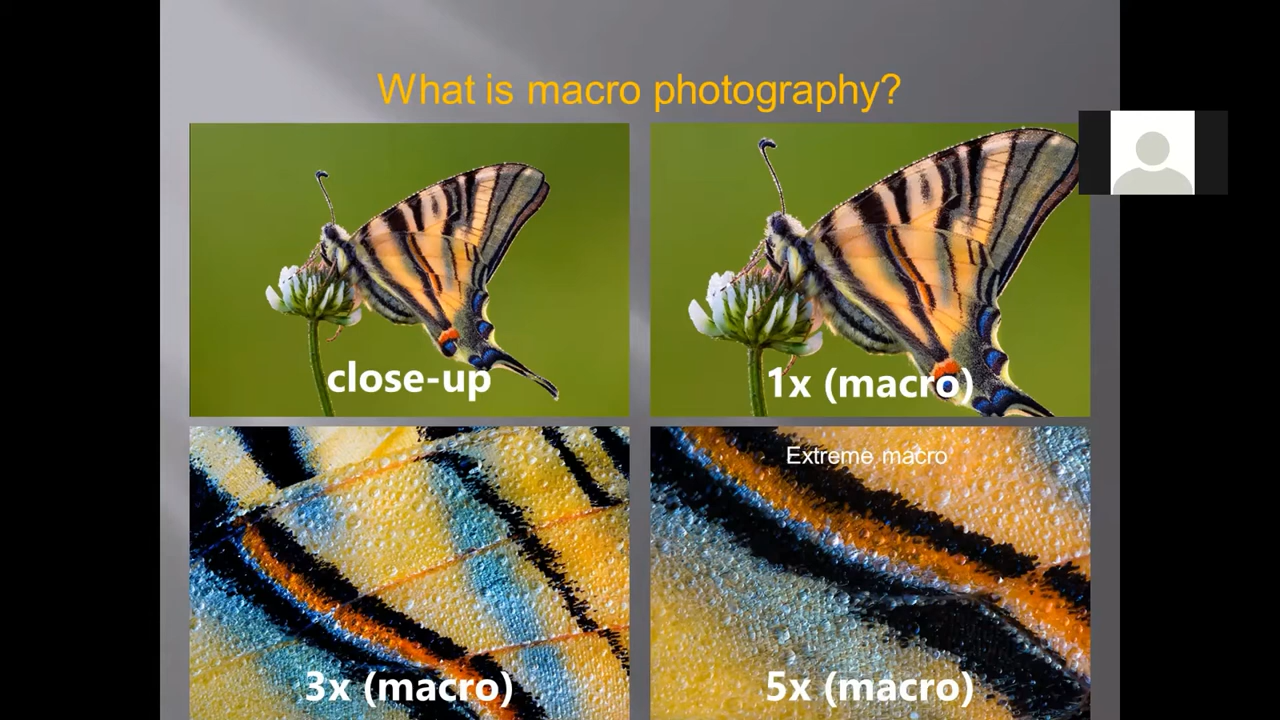 What is macro photography?
close-up
1x (macro)
Extreme macro
3x (macro)
5x (macro)